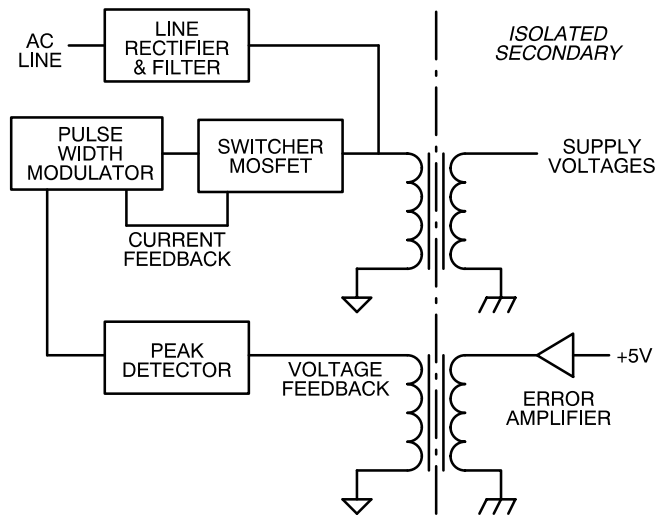 AC
LINE
LINE
RECTIFIER
& FILTER
ISOLATED
SECONDARY
PULSE
WIDTH
MODULATOR
SWITCHER
MOSFET
SUPPLY
VOLTAGES
CURRENT
FEEDBACK
PEAK
DETECTOR
VOLTAGE
FEEDBACK
+5V
ERROR
AMPLIFIER